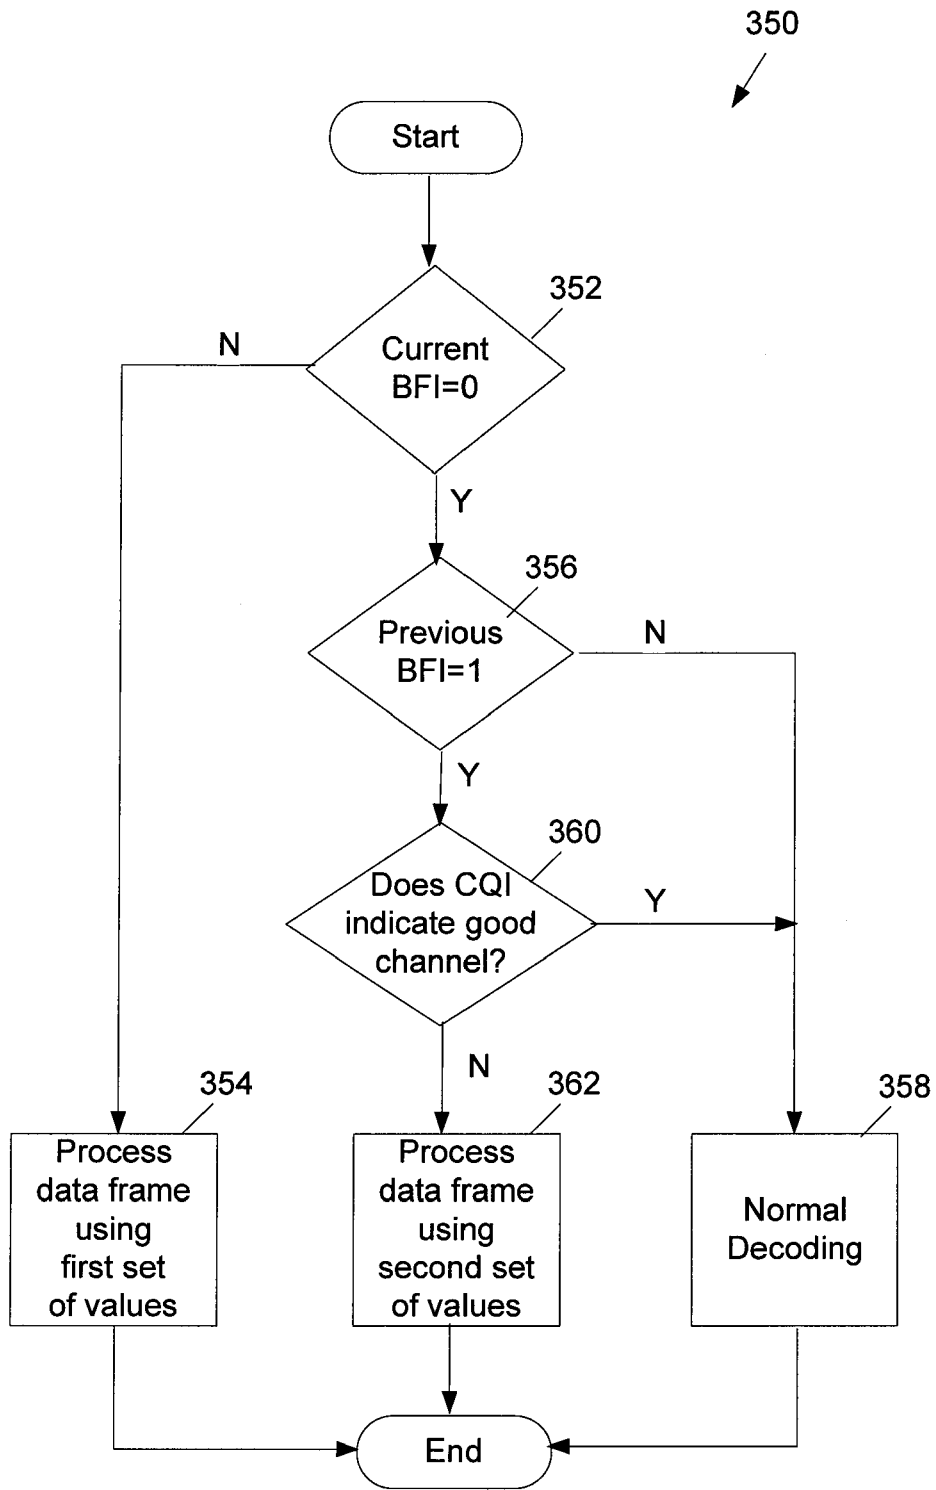 350
Start
352
N
Current
BFI=0
Y
356
Previous
BFI=1
N
Y
360
Does CQI
indicate good
channel?
Y
N
354
362
358
Process
data frame
using
first set
of values
Process
data frame
using
second set
of values
Normal
Decoding
End